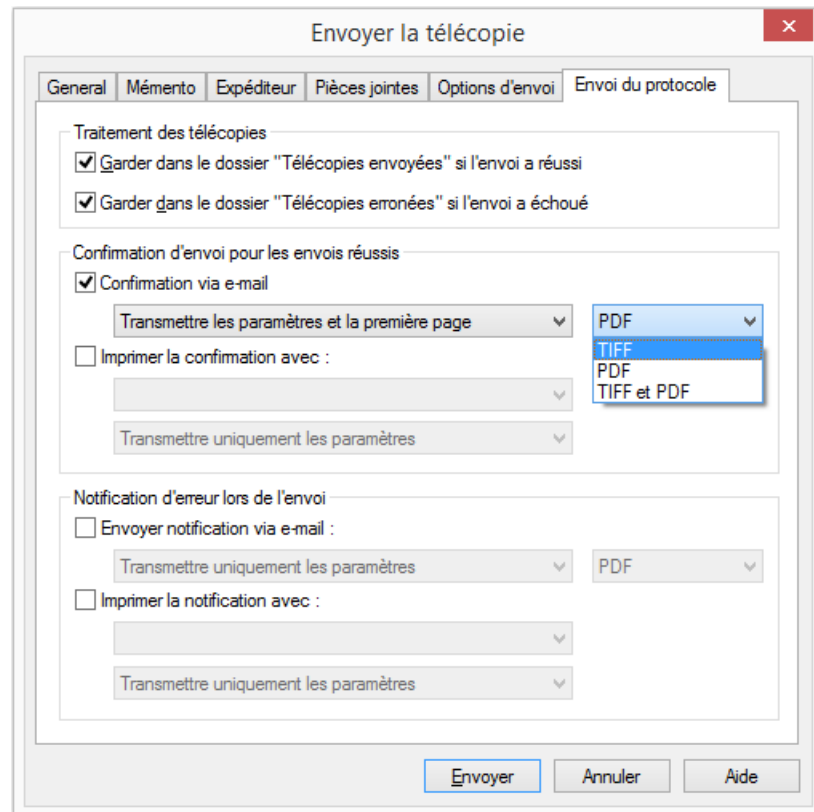 Envoyer la télécopie
General Mémento Expéditeur Pièces jointes Options d'envoi Envoi du protocole
Traitement des télécopies
Garder dans le dossier "Télécopies envoyées" si l'envoi a réussi
Garder dans le dossier "Télécopies erronées" si l'envoi a échoué
Confirmation d'envoi pour les envois réussis
Confirmation via e-mail
Transmettre les paramètres et la première page PDF
TIFF
Imprimer la confirmation avec :
PDF
TIFF et PDF
Transmettre uniquement les paramètres
Notification d'erreur lors de l'envoi
Envoyer notification via e-mail :
Transmettre uniquement les paramètres PDF
Imprimer la notification avec :
Transmettre uniquement les paramètres
Envoyer Annuler Aide